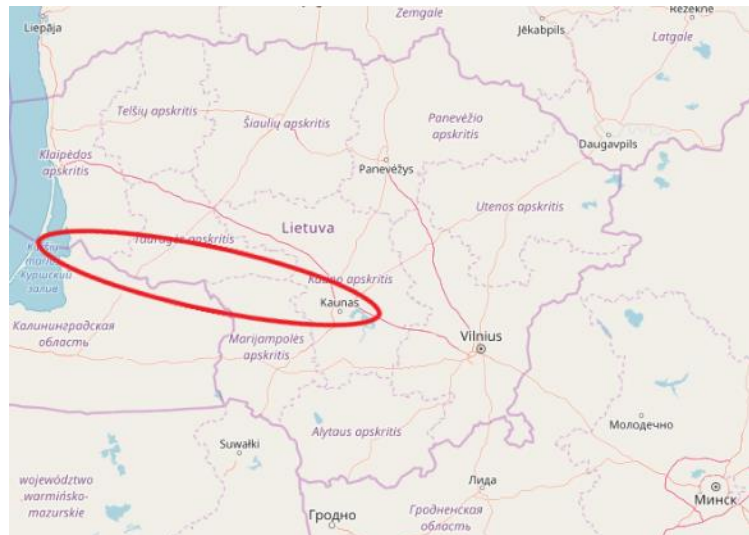 Zemgale
Rēzekne
Liepāja
Jēkabpils
Latgale
Telšių apskritis
Šiaulių apskritis
Panevėžio
apskritis
Daugavpils
Klaipėdos
apskritis
Panevėžys
Utenos apskritis
Lietuva
Tauragės apskritis
Kuršių
marios
Куршский
залив
Kauno apskritis
Kaunas
Калининградская
область
Marijampolės
apskritis
Vilnius
Alytaus apskritis
Молодечно
Suwałki
województwo
warmińsko-
mazurskie
Лида
Минск
Гродно
Гродненская
область